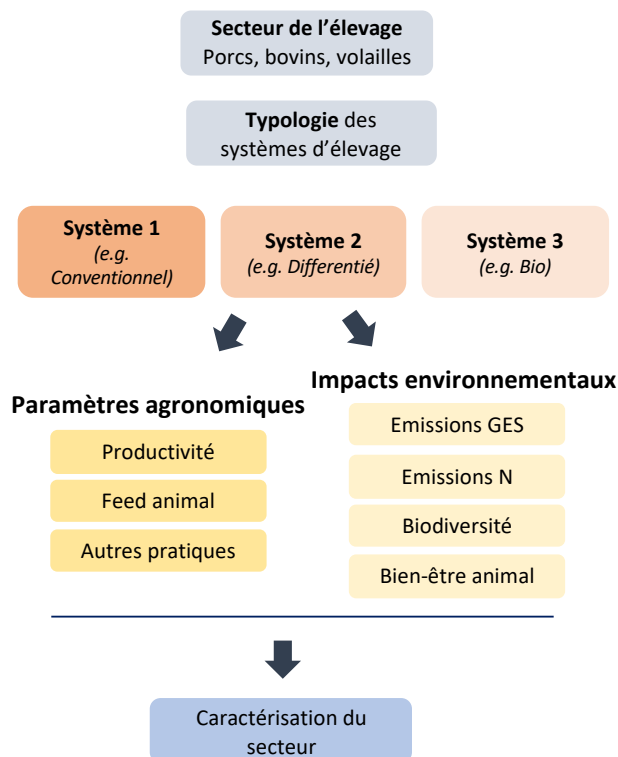 Secteur de l’élevage
Porcs, bovins, volailles
Typologie des
systèmes d’élevage
Système 1
(e.g.
Conventionnel)
Système 2
(e.g. Differentié)
Système 3
(e.g. Bio)
Paramètres agronomiques
Productivité
Feed animal
Autres pratiques
Impacts environnementaux
Emissions GES
Emissions N
Biodiversité
Bien-être animal
Caractérisation du
secteur